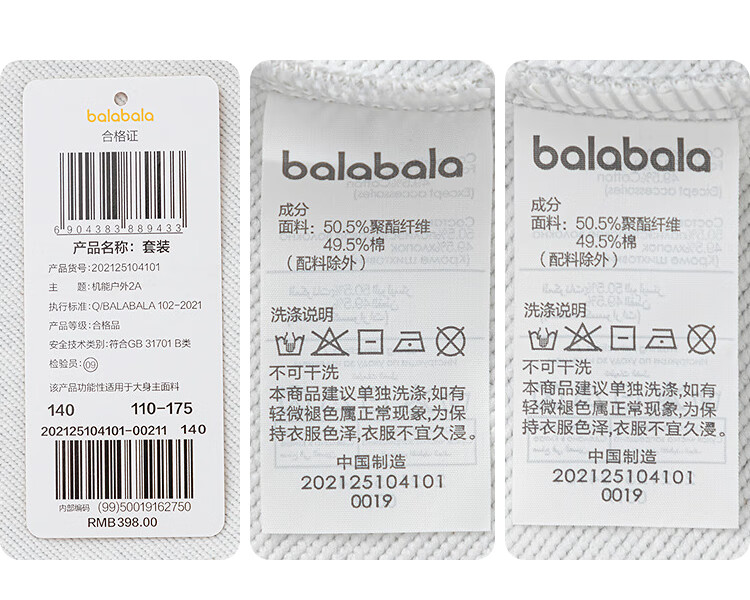 balabala
合格证
6 904383 889433
产品名称：套装
产品货号：202125104101
主 题：机能户外2A
执行标准：Q/BALABALA 102-2021
产品等级：合格品
安全技术类别：符合GB 31701 B类
检验员：09
该产品功能性适用于大身主面料
140 110-175
202125104101-00211 140
内部编码 (99)50019162750
RMB398.00
balabala
成分
面料：50.5%聚酯纤维
49.5%棉
（配料除外）
洗涤说明
不可干洗
本商品建议单独洗涤，如有
轻微褪色属正常现象，为保
持衣服色泽，衣服不宜久浸。
中国制造
202125104101
0019
balabala
成分
面料：50.5%聚酯纤维
49.5%棉
（配料除外）
洗涤说明
不可干洗
本商品建议单独洗涤，如有
轻微褪色属正常现象，为保
持衣服色泽，衣服不宜久浸。
中国制造
202125104101
0019